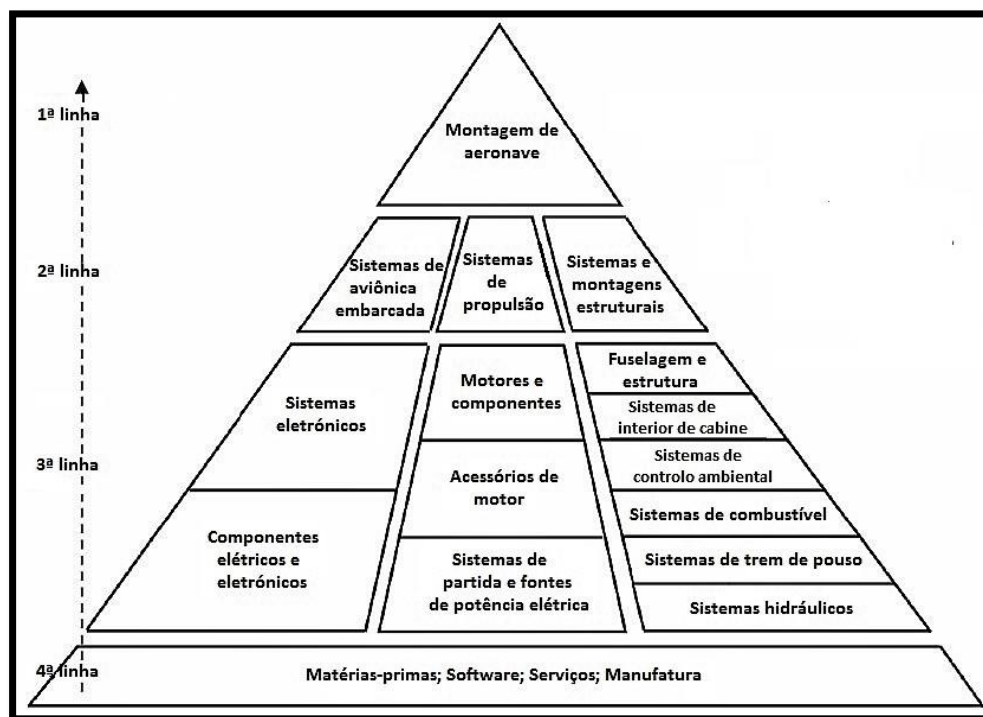 1ª linha
Montagem de
aeronave
2ª linha
Sistemas de
aviônica
embarcada
Sistemas
de
propulsão
Sistemas e
montagens
estruturais
3ª linha
Sistemas
eletrónicos
Componentes
elétricos e
eletrónicos
Motores e
componentes
Acessórios de
motor
Sistemas de
partida e fontes
de potência elétrica
Fuselagem e
estrutura
Sistemas de
interior de cabine
Sistemas de
controlo ambiental
Sistemas de combustível
Sistemas de trem de pouso
Sistemas hidráulicos
4ª linha
Matérias-primas; Software; Serviços; Manufatura